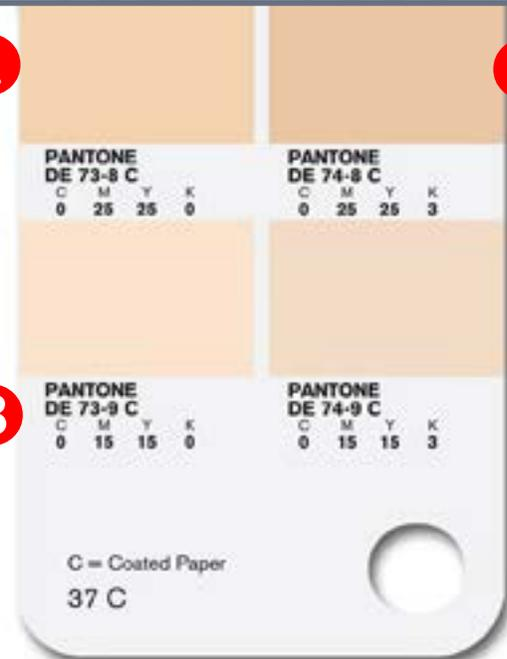 PANTONE
DE 73-8 C
C M Y K
0 25 25 0
PANTONE
DE 74-8 C
C M Y K
0 25 25 3
PANTONE
DE 73-9 C
C M Y K
0 15 15 0
PANTONE
DE 74-9 C
C M Y K
0 15 15 3
C = Coated Paper
37 C